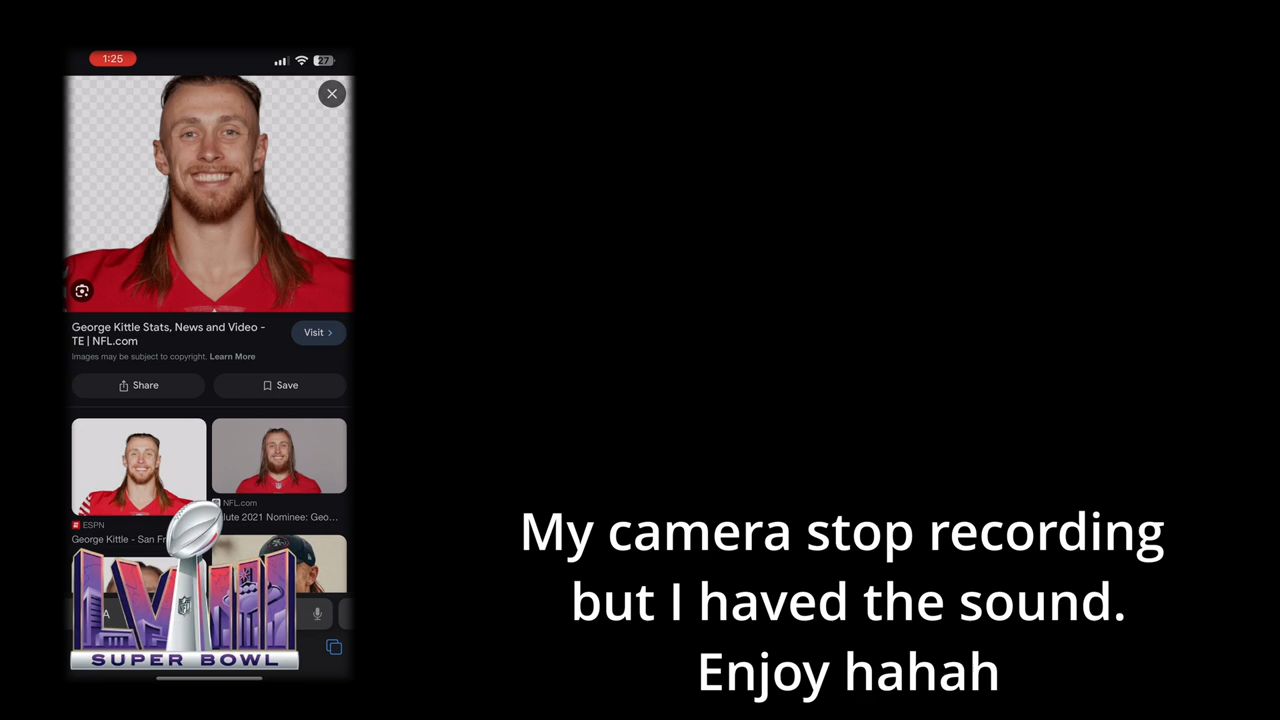 1:25
27
George Kittle Stats, News and Video -
TE | NFL.com
Visit
Images may be subject to copyright. Learn More
Share
Save
NFL.com
lute 2021 Nominee: Geo...
ESPN
George Kittle - San Fr
A
LVIII
SUPER BOWL
My camera stop recording
but I haved the sound.
Enjoy hahah